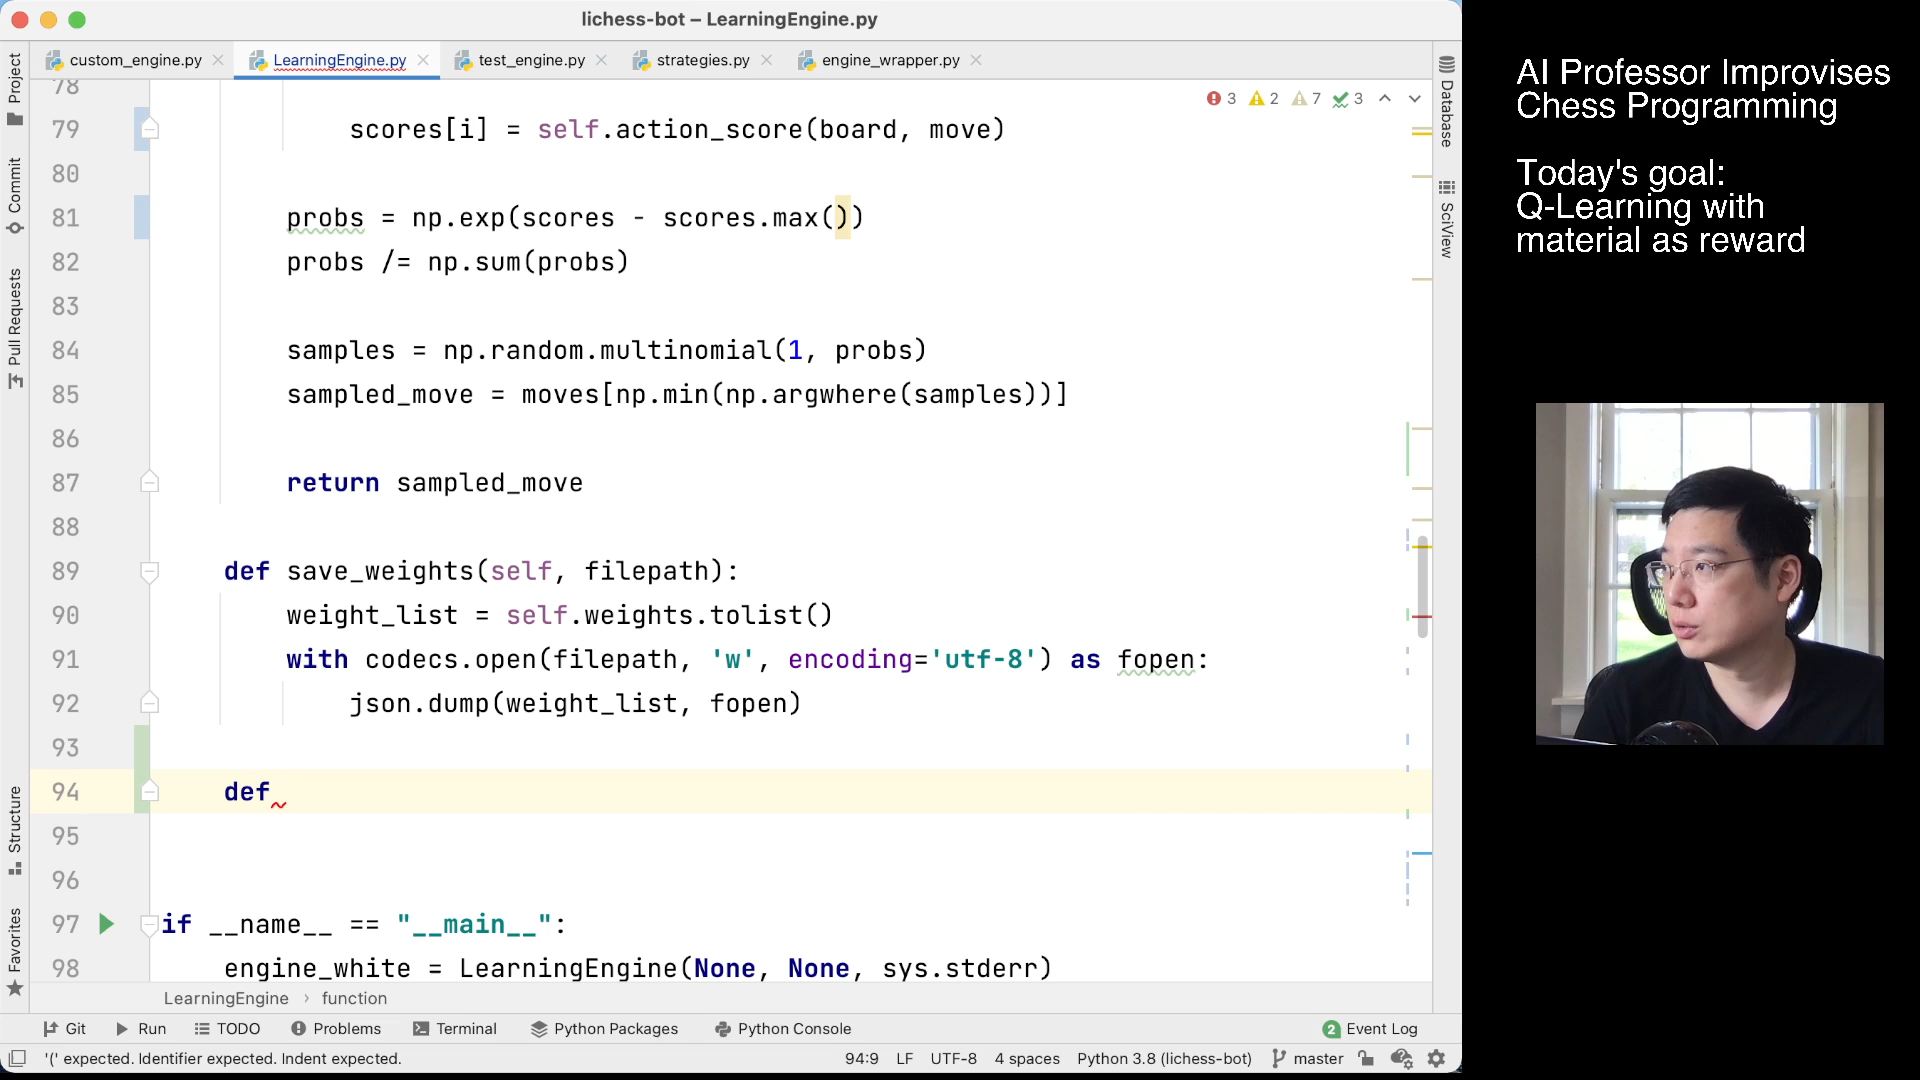 lichess-bot – LearningEngine.py
custom_engine.py
LearningEngine.py
test_engine.py
strategies.py
engine_wrapper.py
Project
Commit
Pull Requests
Structure
Favorites
Database
SciView
3 2 7 3
78
79 scores[i] = self.action_score(board, move)
80
81 probs = np.exp(scores - scores.max())
82 probs /= np.sum(probs)
83
84 samples = np.random.multinomial(1, probs)
85 sampled_move = moves[np.min(np.argwhere(samples))]
86
87 return sampled_move
88
89 def save_weights(self, filepath):
90 weight_list = self.weights.tolist()
91 with codecs.open(filepath, 'w', encoding='utf-8') as fopen:
92 json.dump(weight_list, fopen)
93
94 def
95
96
97 if __name__ == "__main__":
98 engine_white = LearningEngine(None, None, sys.stderr)
LearningEngine › function
Git Run TODO Problems Terminal Python Packages Python Console 2 Event Log
'(' expected. Identifier expected. Indent expected. 94:9 LF UTF-8 4 spaces Python 3.8 (lichess-bot) master
AI Professor Improvises
Chess Programming
Today's goal:
Q-Learning with
material as reward